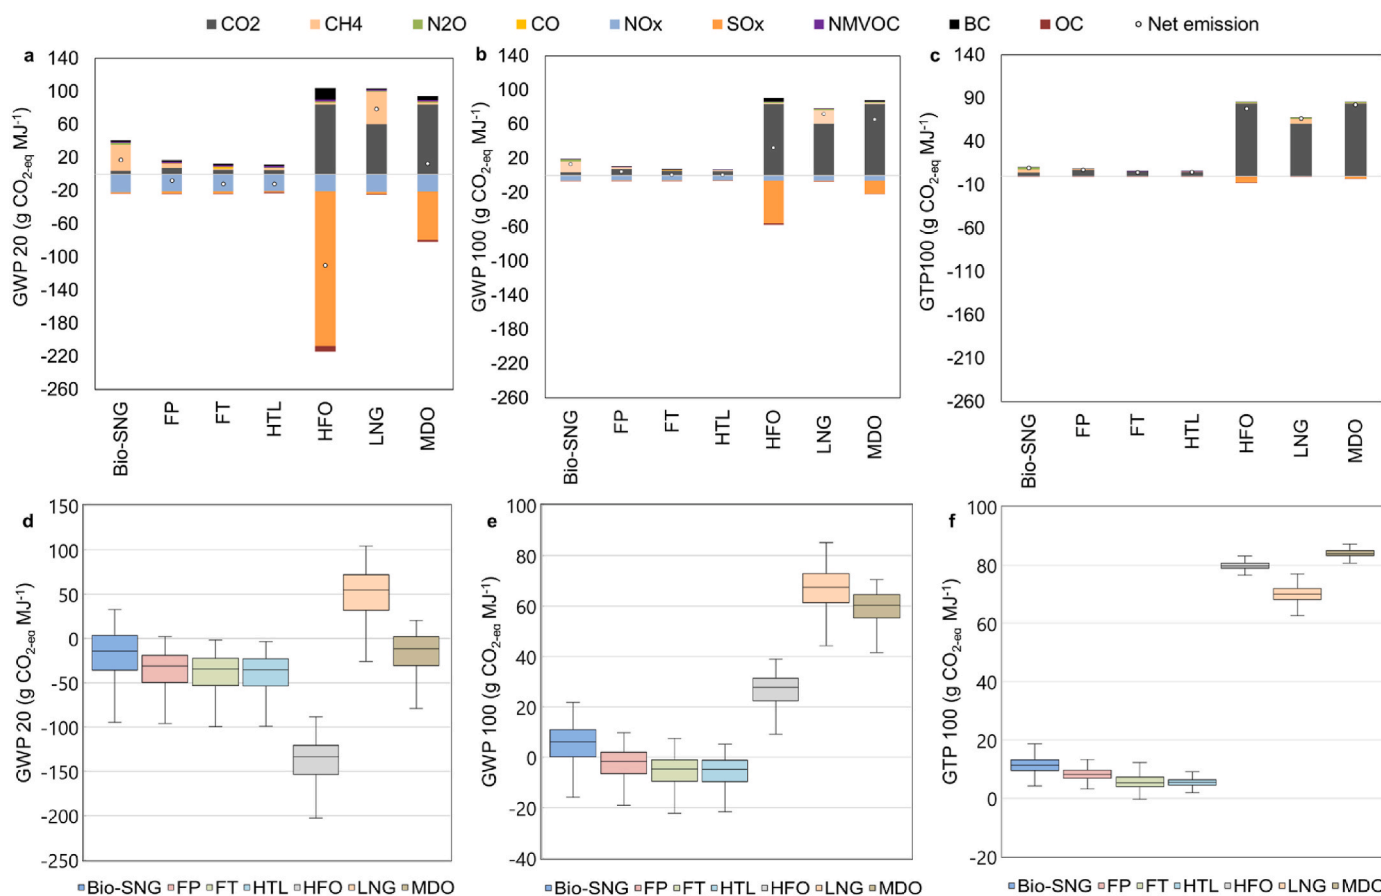 CO2 CH4 N2O CO NOx SOx NMVOC BC OC Net emission
a
GWP 20 (g CO2-eq MJ-1)
140
100
60
20
-20
-60
-100
-140
-180
-220
-260
Bio-SNG
FP
FT
HTL
HFO
LNG
MDO
b
GWP 100 (g CO2-eq MJ-1)
140
100
60
20
-20
-60
-100
-140
-180
-220
-260
Bio-SNG
FP
FT
HTL
HFO
LNG
MDO
c
GTP100 (g CO2-eq MJ-1)
140
90
40
-10
-60
-110
-160
-210
-260
Bio-SNG
FP
FT
HTL
HFO
LNG
MDO
d
GWP 20 (g CO2-eq MJ-1)
150
100
50
0
-50
-100
-150
-200
-250
Bio-SNG FP FT HTL HFO LNG MDO
e
GWP 100 (g CO2-eq MJ-1)
100
80
60
40
20
0
-20
-40
Bio-SNG FP FT HTL HFO LNG MDO
f
GTP 100 (g CO2-eq MJ-1)
100
80
60
40
20
0
-20
Bio-SNG FP FT HTL HFO LNG MDO